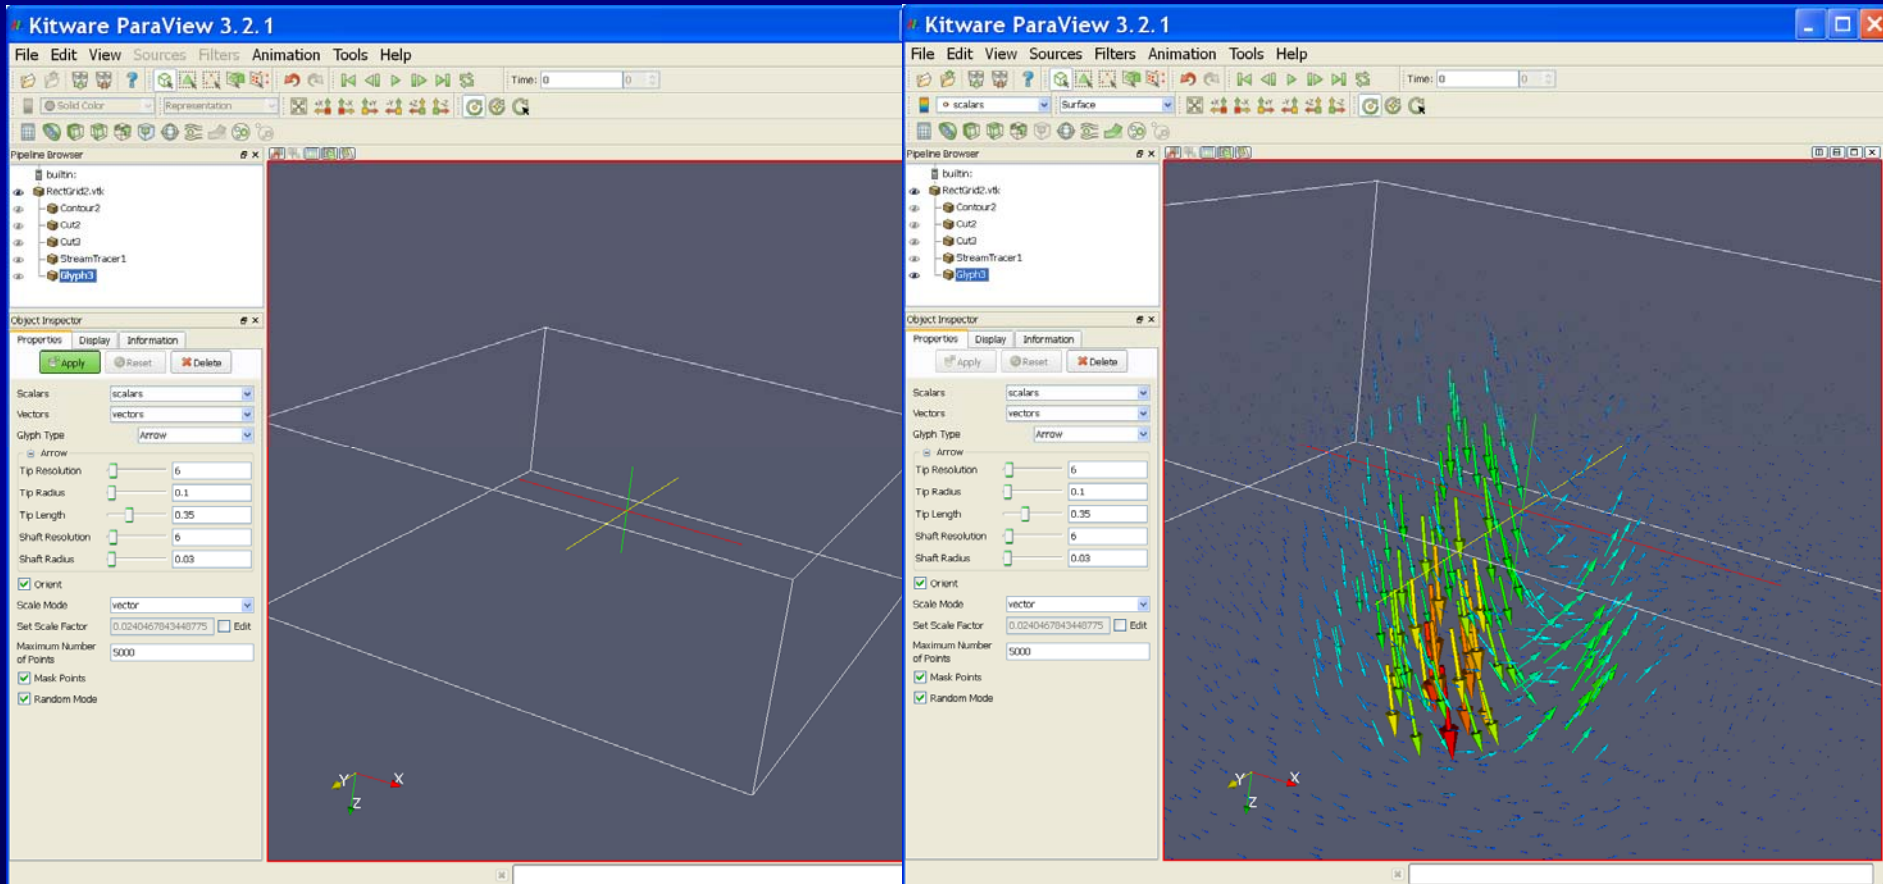 Kitware ParaView 3.2.1
File Edit View Sources Filters Animation Tools Help
Time: 0 0
Solid Color Representation
Pipeline Browser
builtin:
RectGrid2.vtk
Contour2
Cut2
Cut3
StreamTracer1
Glyph3
Object Inspector
Properties Display Information
Apply Reset Delete
Scalars scalars
Vectors vectors
Glyph Type Arrow
Arrow
Tip Resolution 6
Tip Radius 0.1
Tip Length 0.35
Shaft Resolution 6
Shaft Radius 0.03
Orient
Scale Mode vector
Set Scale Factor 0.0240467843448775 Edit
Maximum Number
of Points 5000
Mask Points
Random Mode
Y X
Z
Kitware ParaView 3.2.1
File Edit View Sources Filters Animation Tools Help
Time: 0 0
scalars Surface
Pipeline Browser
builtin:
RectGrid2.vtk
Contour2
Cut2
Cut3
StreamTracer1
Glyph3
Object Inspector
Properties Display Information
Apply Reset Delete
Scalars scalars
Vectors vectors
Glyph Type Arrow
Arrow
Tip Resolution 6
Tip Radius 0.1
Tip Length 0.35
Shaft Resolution 6
Shaft Radius 0.03
Orient
Scale Mode vector
Set Scale Factor 0.0240467843448775 Edit
Maximum Number
of Points 5000
Mask Points
Random Mode
Y X
Z